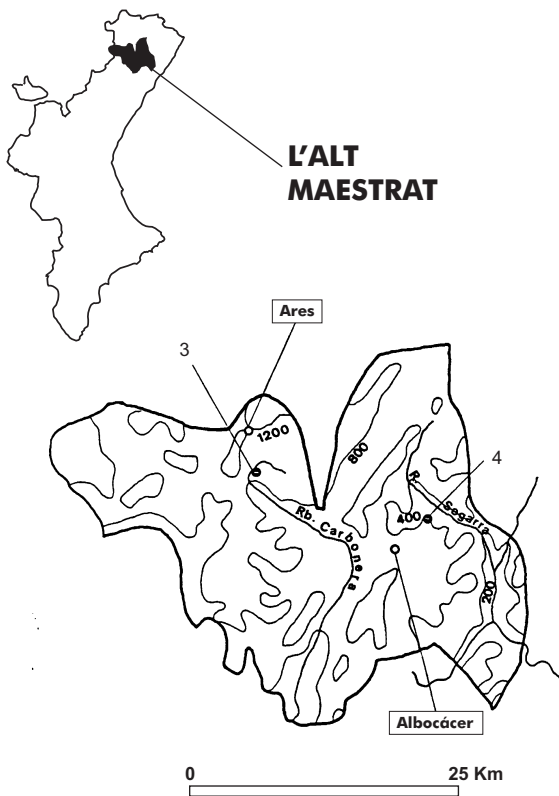 L'ALT
MAESTRAT
Ares
3
1200
800
4
R. Segarra
400
Rb. Carbonera
200
Albocácer
0 25 Km